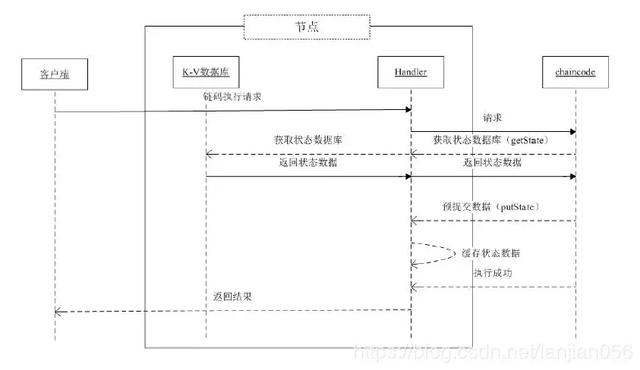 节点
客户端
K-V数据库
Handler
chaincode
链码执行请求
请求
获取状态数据库
获取状态数据库（getState）
返回状态数据
返回状态数据
预提交数据（putState）
缓存状态数据
执行成功
返回结果
https://blog.csdn.net/lanjian056